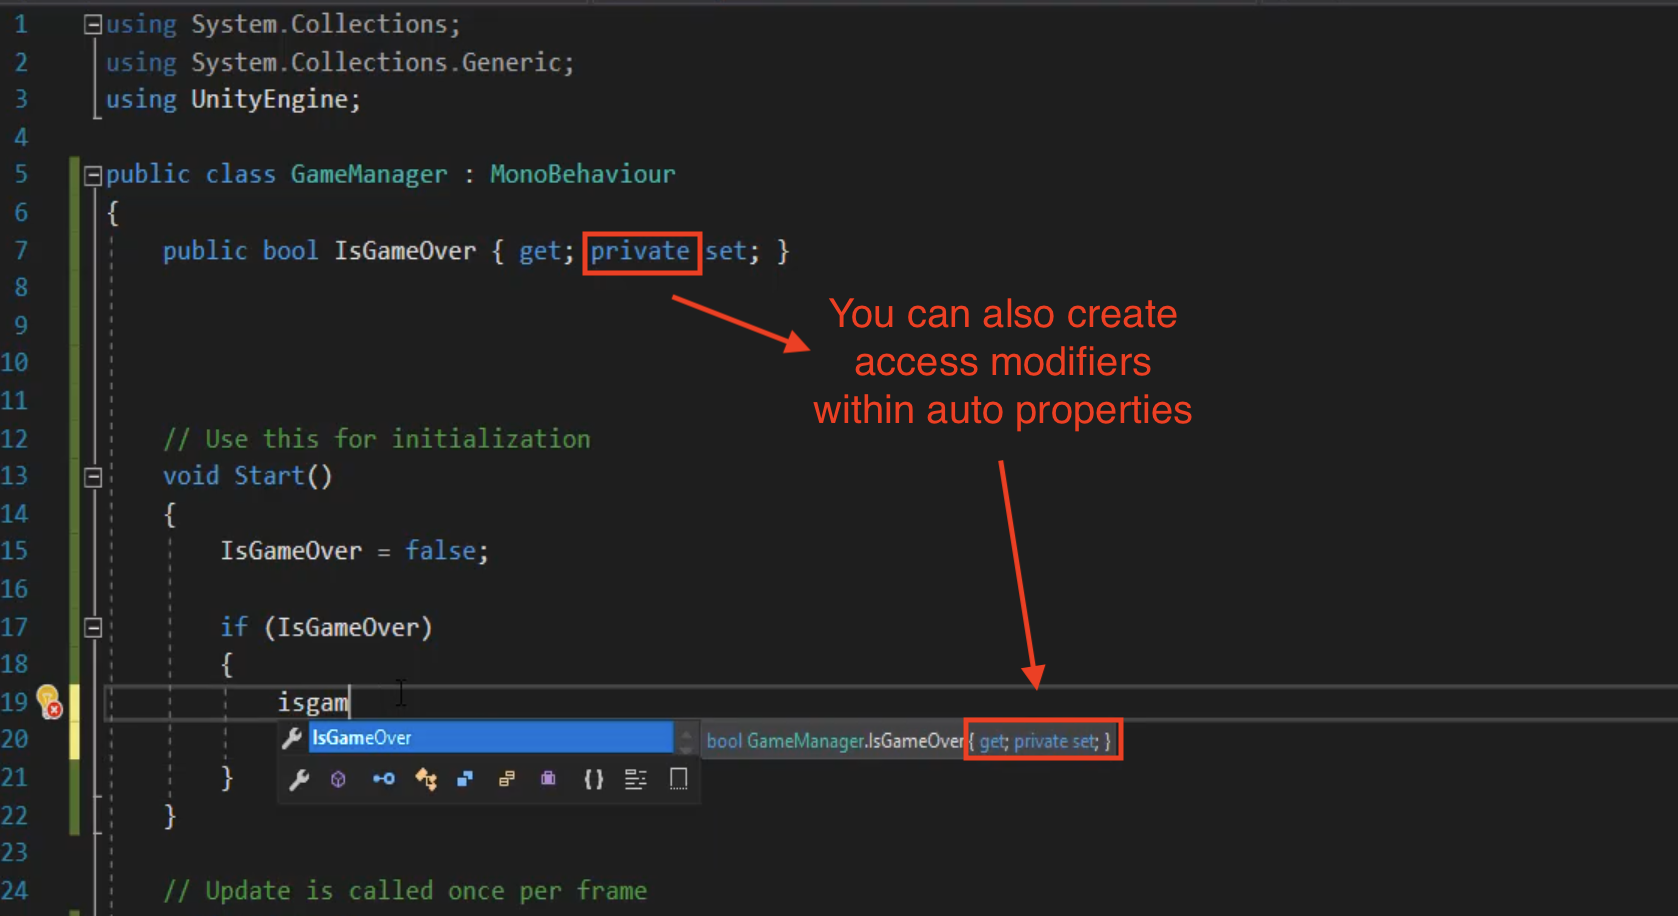 1 using System.Collections;
2 using System.Collections.Generic;
3 using UnityEngine;
4
5 public class GameManager : MonoBehaviour
6 {
7 public bool IsGameOver { get; private set; }
8
9
10
11
You can also create
access modifiers
within auto properties
12 // Use this for initialization
13 void Start()
14 {
15 IsGameOver = false;
16
17 if (IsGameOver)
18 {
19 isgam
20 IsGameOver bool GameManager.IsGameOver { get; private set; }
21 }
22 }
23
24 // Update is called once per frame